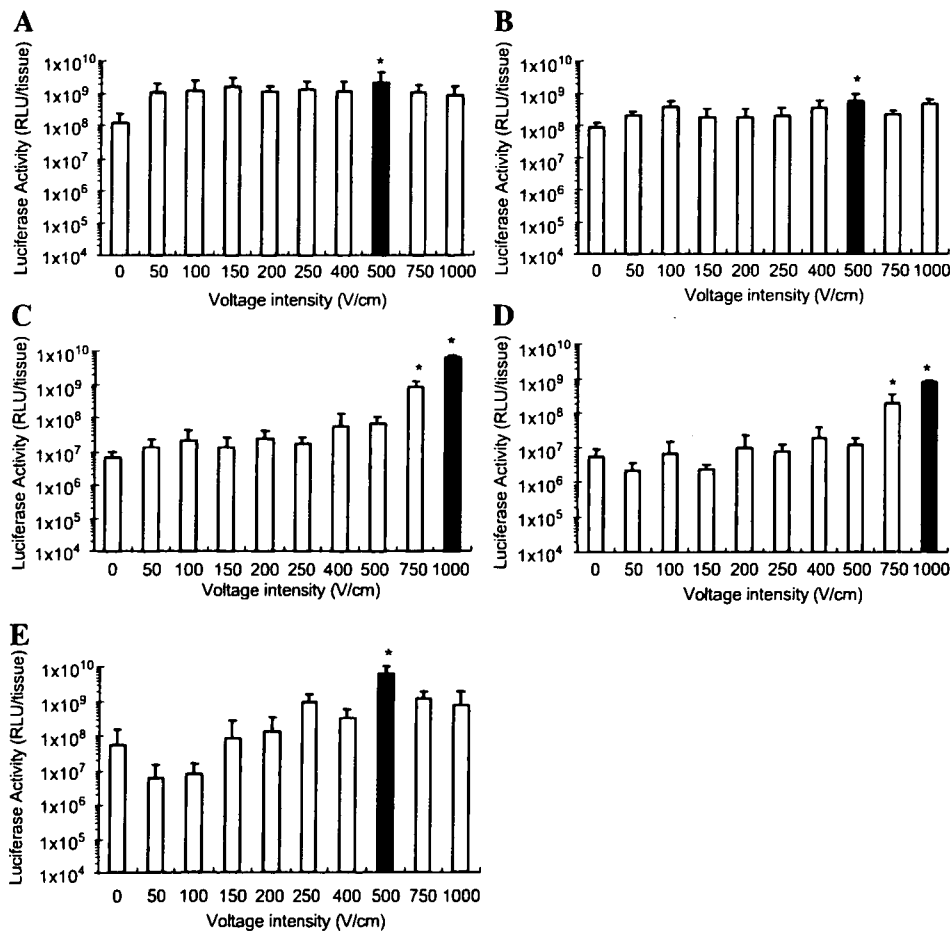 A
Luciferase Activity (RLU/tissue)
1x10^10
1x10^9
1x10^8
1x10^7
1x10^6
1x10^5
1x10^4
*
0 50 100 150 200 250 400 500 750 1000
Voltage intensity (V/cm)
B
Luciferase Activity (RLU/tissue)
1x10^10
1x10^9
1x10^8
1x10^7
1x10^6
1x10^5
1x10^4
*
0 50 100 150 200 250 400 500 750 1000
Voltage intensity (V/cm)
C
Luciferase Activity (RLU/tissue)
1x10^10
1x10^9
1x10^8
1x10^7
1x10^6
1x10^5
1x10^4
* *
0 50 100 150 200 250 400 500 750 1000
Voltage intensity (V/cm)
D
Luciferase Activity (RLU/tissue)
1x10^10
1x10^9
1x10^8
1x10^7
1x10^6
1x10^5
1x10^4
* *
0 50 100 150 200 250 400 500 750 1000
Voltage intensity (V/cm)
E
Luciferase Activity (RLU/tissue)
1x10^10
1x10^9
1x10^8
1x10^7
1x10^6
1x10^5
1x10^4
*
0 50 100 150 200 250 400 500 750 1000
Voltage intensity (V/cm)